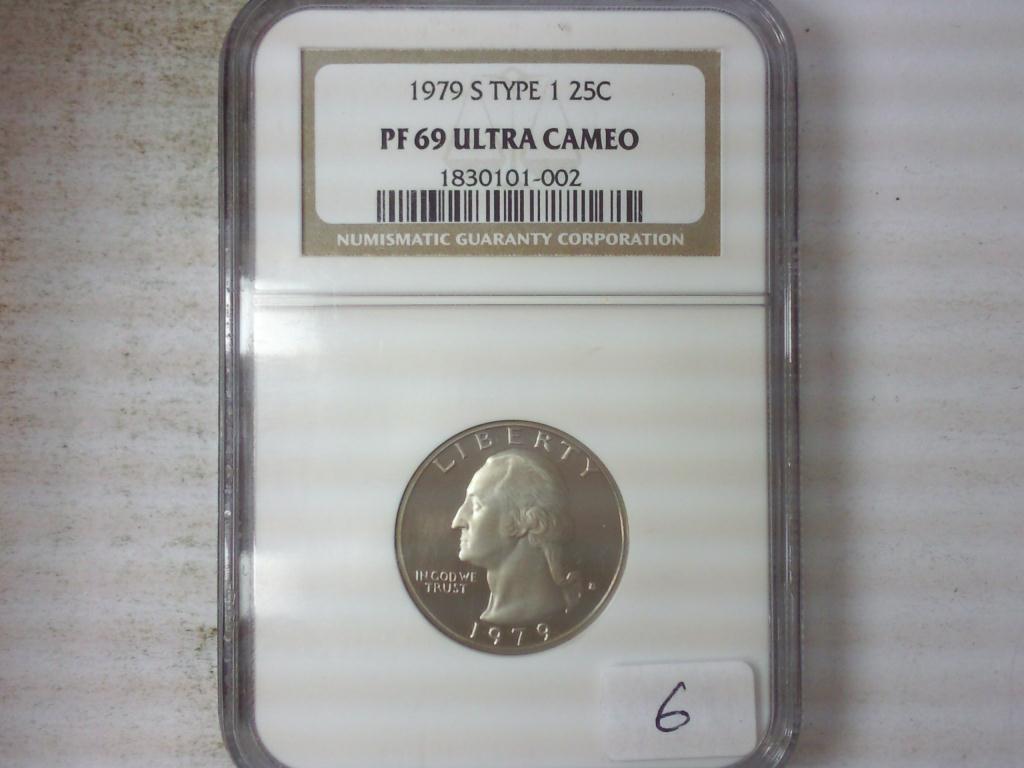 1979 S TYPE 1 25C
PF 69 ULTRA CAMEO
1830101-002
NUMISMATIC GUARANTY CORPORATION
LIBERTY
IN GOD WE
TRUST
1979
6